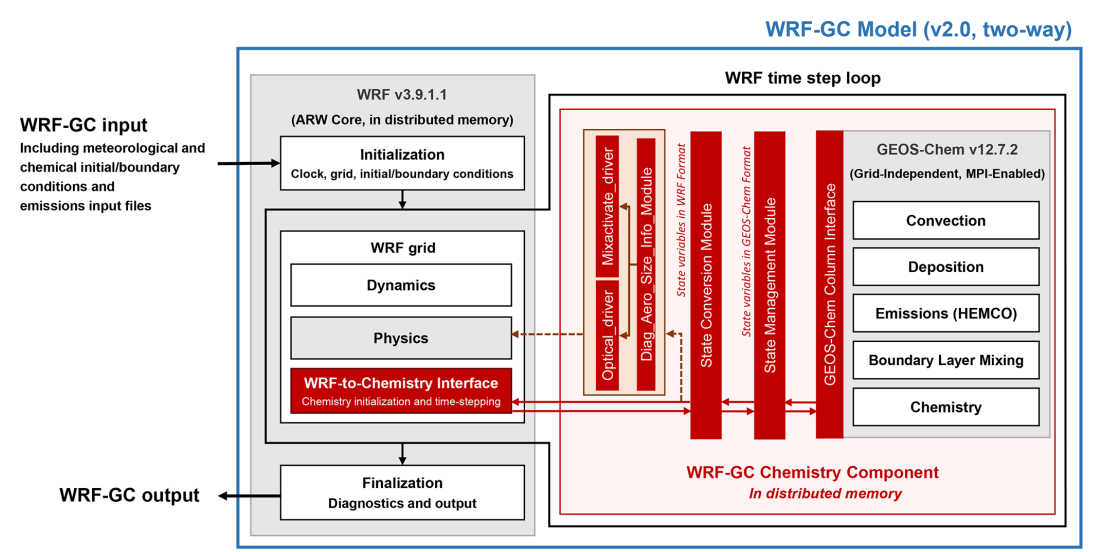 WRF-GC Model (v2.0, two-way)
WRF time step loop
WRF v3.9.1.1
(ARW Core, in distributed memory)
WRF-GC input
Including meteorological and
chemical initial/boundary
conditions and
emissions input files
Initialization
Clock, grid, initial/boundary conditions
WRF grid
Dynamics
Physics
WRF-to-Chemistry Interface
Chemistry initialization and time-stepping
Finalization
Diagnostics and output
WRF-GC output
Mixactivate_driver
Optical_driver
Diag_Aero_Size_Info_Module
State variables in WRF Format
State Conversion Module
State variables in GEOS-Chem Format
State Management Module
GEOS-Chem Column Interface
GEOS-Chem v12.7.2
(Grid-Independent, MPI-Enabled)
Convection
Deposition
Emissions (HEMCO)
Boundary Layer Mixing
Chemistry
WRF-GC Chemistry Component
In distributed memory